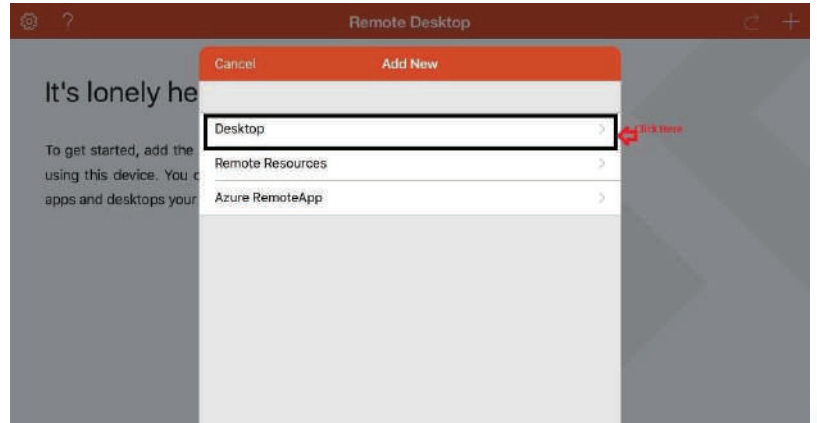 ? Remote Desktop
Cancel Add New
It's lonely he
Desktop
Click Here
To get started, add the
Remote Resources
using this device. You c
apps and desktops your
Azure RemoteApp